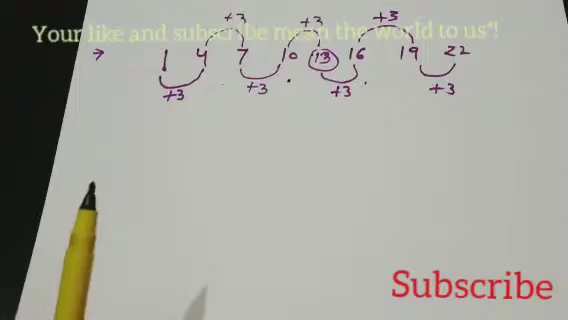 +3 +3 +3
Your like and subscribe mean the world to us*!
→ 1 4 7 10 13 16 19 22
+3 +3 +3 +3
Subscribe